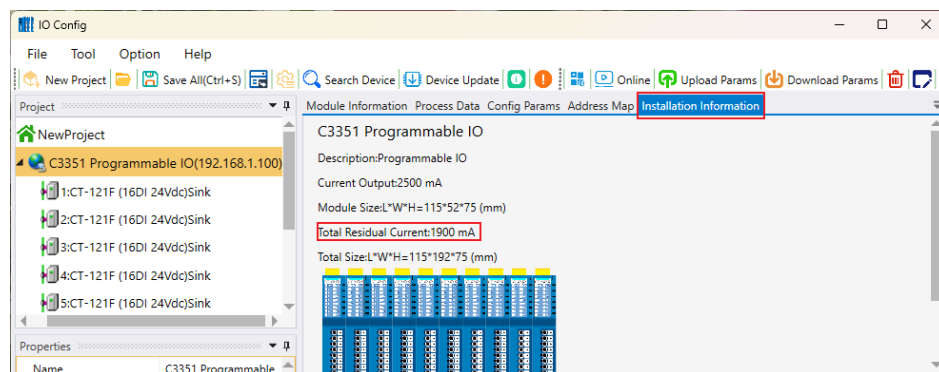 IO Config
File Tool Option Help
New Project Save All(Ctrl+S) Search Device Device Update Online Upload Params Download Params
Project
Module Information Process Data Config Params Address Map Installation Information
NewProject
C3351 Programmable IO(192.168.1.100)
1:CT-121F (16DI 24Vdc)Sink
2:CT-121F (16DI 24Vdc)Sink
3:CT-121F (16DI 24Vdc)Sink
4:CT-121F (16DI 24Vdc)Sink
5:CT-121F (16DI 24Vdc)Sink
C3351 Programmable IO
Description:Programmable IO
Current Output:2500 mA
Module Size:L*W*H=115*52*75 (mm)
Total Residual Current:1900 mA
Total Size:L*W*H=115*192*75 (mm)
Properties
Name C3351 Programmable